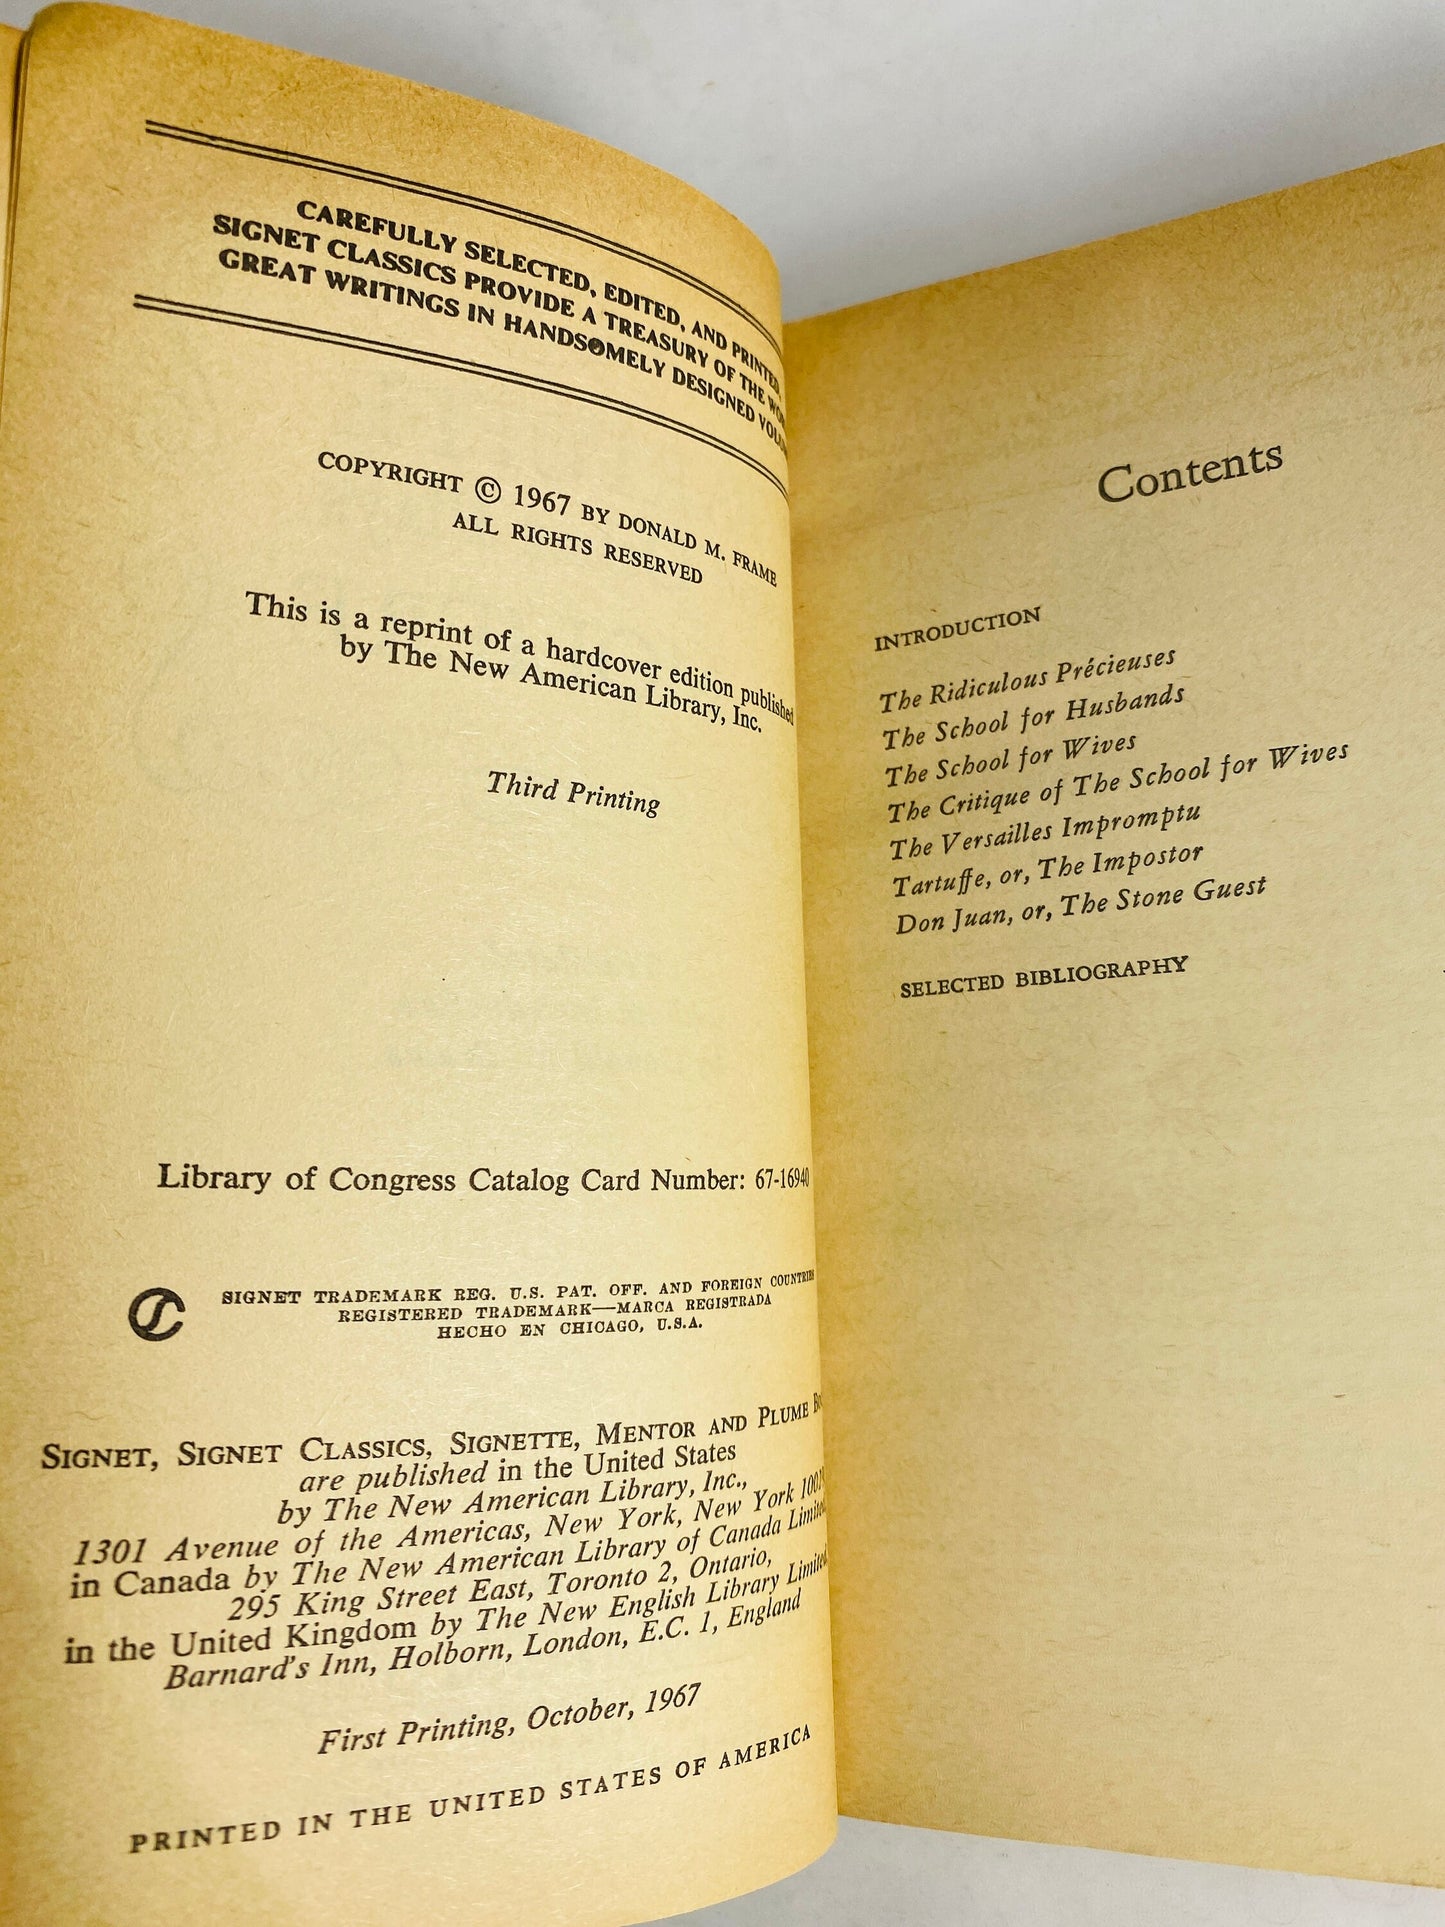 CAREFULLY SELECTED, EDITED, AND PRINTED,
SIGNET CLASSICS PROVIDE A TREASURY OF THE
GREAT WRITINGS IN HANDSOMELY DESIGNED
COPYRIGHT © 1967 BY DONALD M. FRAME
ALL RIGHTS RESERVED
This is a reprint of a hardcover edition published
by The New American Library, Inc.
Third Printing
Library of Congress Catalog Card Number: 67-16940
SIGNET TRADEMARK REG. U.S. PAT. OFF. AND FOREIGN COUNTRIES
REGISTERED TRADEMARK—MARCA REGISTRADA
HECHO EN CHICAGO, U.S.A.
SIGNET, SIGNET CLASSICS, SIGNETTE, MENTOR AND PLUME
are published in the United States
by The New American Library, Inc.,
1301 Avenue of the Americas, New York, New York
in Canada by The New American Library of Canada Limited,
295 King Street East, Toronto 2, Ontario,
in the United Kingdom by The New English Library Limited,
Barnard's Inn, Holborn, London, E.C. 1, England
First Printing, October, 1967
PRINTED IN THE UNITED STATES OF AMERICA
Contents
INTRODUCTION
The Ridiculous Précieuses
The School for Husbands
The School for Wives
The Critique of The School for Wives
The Versailles Impromptu
Tartuffe, or, The Impostor
Don Juan, or, The Stone Guest
SELECTED BIBLIOGRAPHY